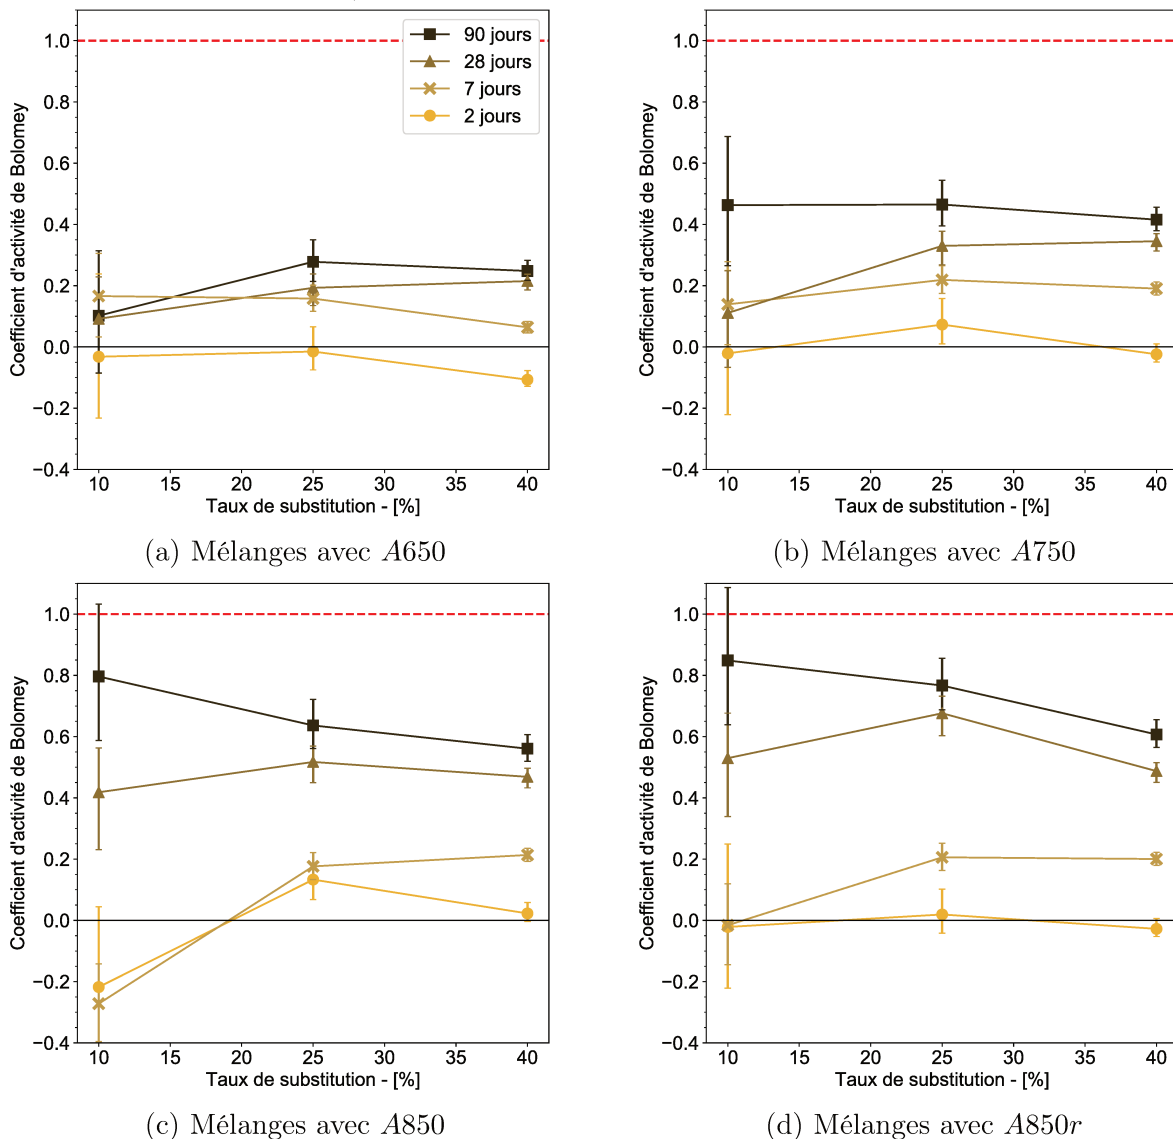 1.0
0.8
0.6
0.4
0.2
0.0
−0.2
−0.4
Coefficient d'activité de Bolomey
90 jours
28 jours
7 jours
2 jours
10 15 20 25 30 35 40
Taux de substitution - [%]
(a) Mélanges avec A650
1.0
0.8
0.6
0.4
0.2
0.0
−0.2
−0.4
Coefficient d'activité de Bolomey
10 15 20 25 30 35 40
Taux de substitution - [%]
(b) Mélanges avec A750
1.0
0.8
0.6
0.4
0.2
0.0
−0.2
−0.4
Coefficient d'activité de Bolomey
10 15 20 25 30 35 40
Taux de substitution - [%]
(c) Mélanges avec A850
1.0
0.8
0.6
0.4
0.2
0.0
−0.2
−0.4
Coefficient d'activité de Bolomey
10 15 20 25 30 35 40
Taux de substitution - [%]
(d) Mélanges avec A850r